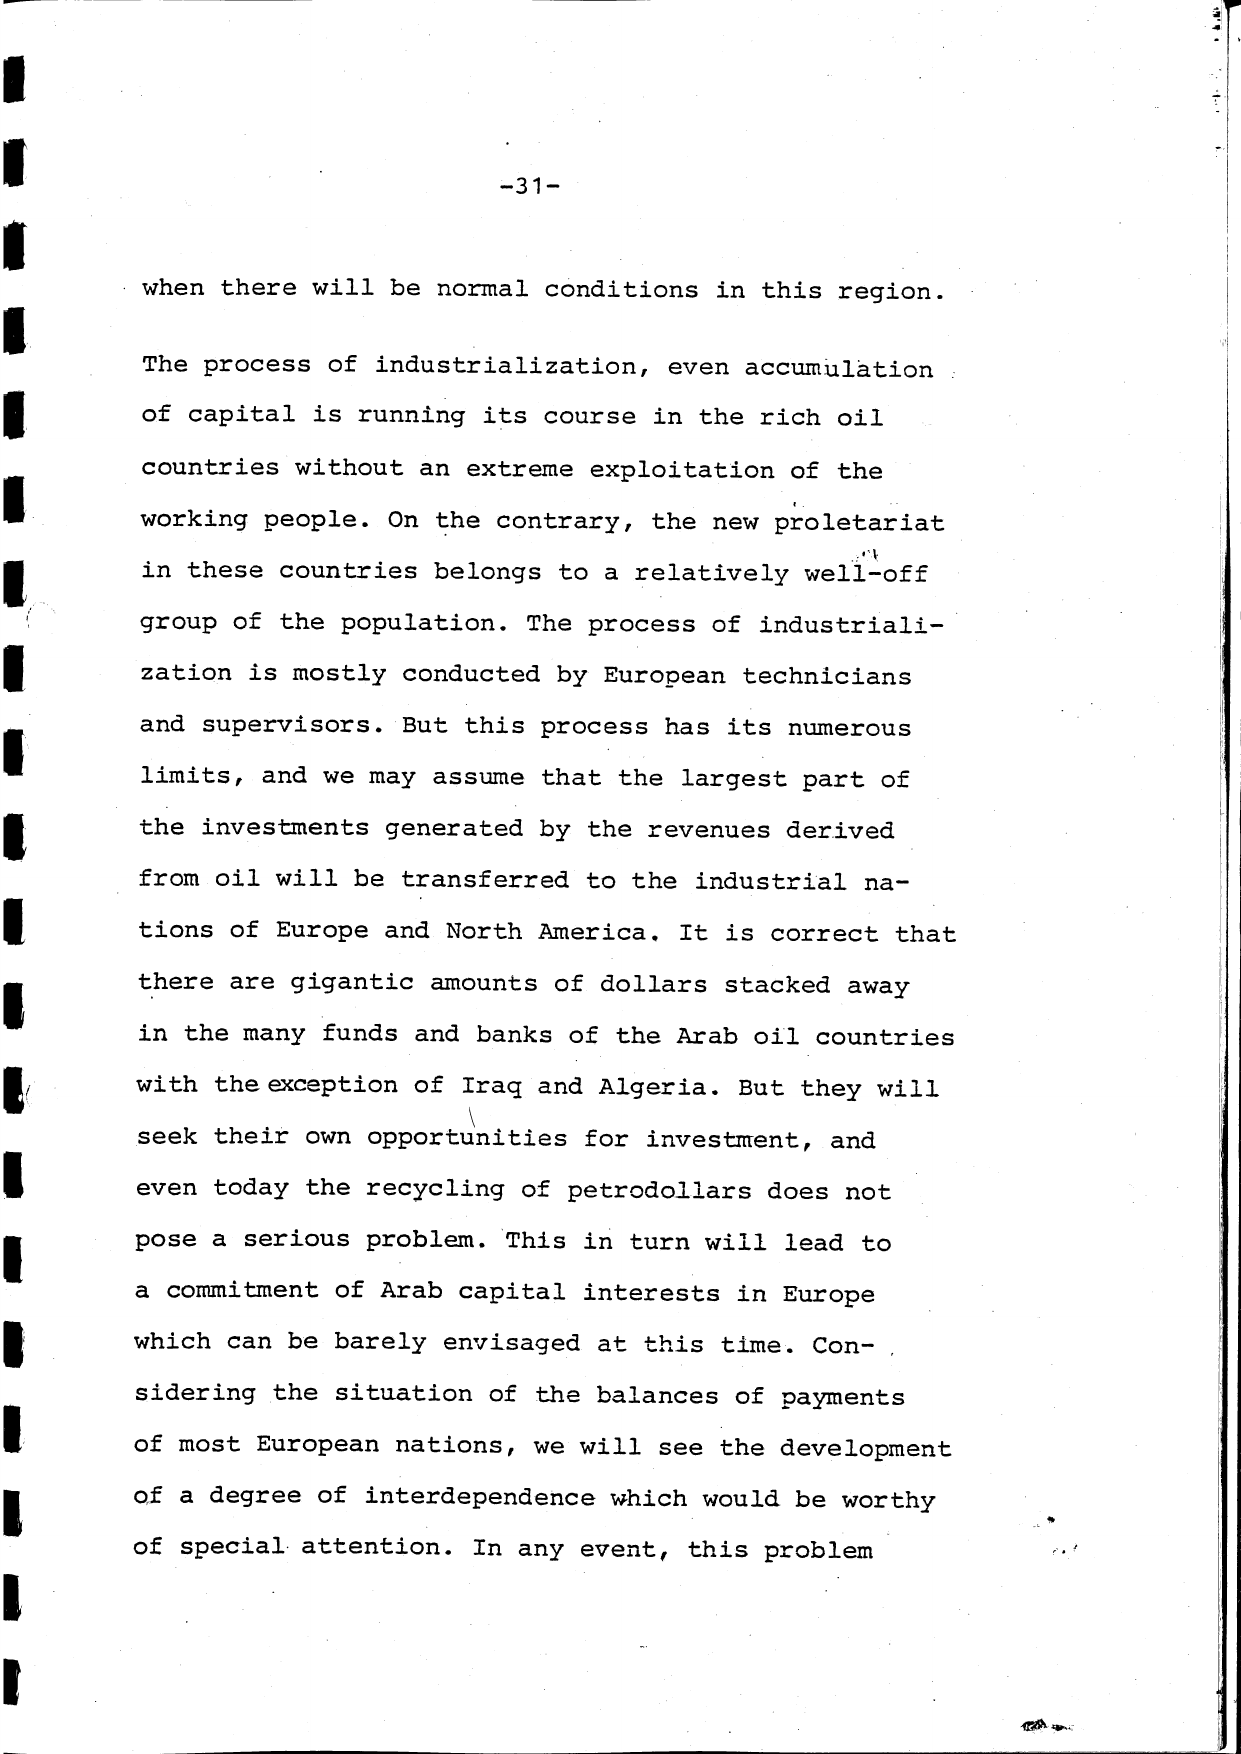 -31-
when there will be normal conditions in this region.
The process of industrialization, even accumulation
of capital is running its course in the rich oil
countries without an extreme exploitation of the
working people. On the contrary, the new proletariat
in these countries belongs to a relatively well-off
group of the population. The process of industriali-
zation is mostly conducted by European technicians
and supervisors. But this process has its numerous
limits, and we may assume that the largest part of
the investments generated by the revenues derived
from oil will be transferred to the industrial na-
tions of Europe and North America. It is correct that
there are gigantic amounts of dollars stacked away
in the many funds and banks of the Arab oil countries
with the exception of Iraq and Algeria. But they will
seek their own opportunities for investment, and
even today the recycling of petrodollars does not
pose a serious problem. This in turn will lead to
a commitment of Arab capital interests in Europe
which can be barely envisaged at this time. Con-
sidering the situation of the balances of payments
of most European nations, we will see the development
of a degree of interdependence which would be worthy
of special attention. In any event, this problem